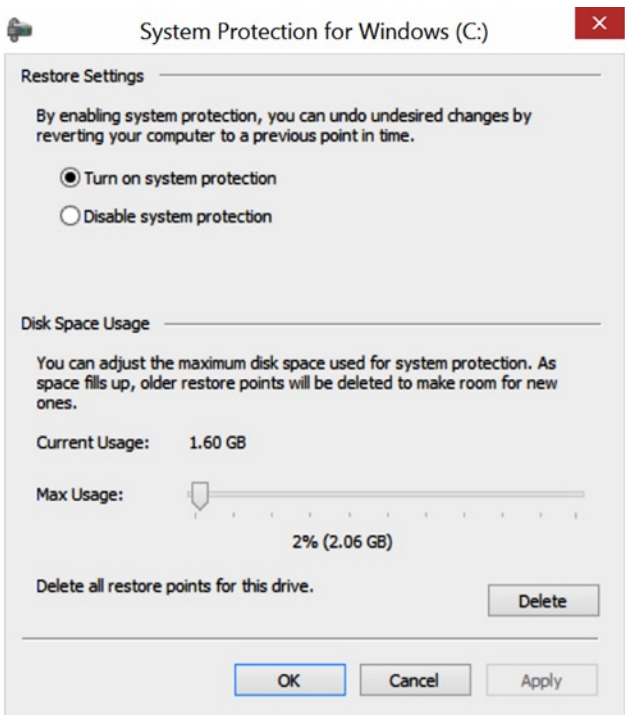 System Protection for Windows (C:)
Restore Settings
By enabling system protection, you can undo undesired changes by
reverting your computer to a previous point in time.
Turn on system protection
Disable system protection
Disk Space Usage
You can adjust the maximum disk space used for system protection. As
space fills up, older restore points will be deleted to make room for new
ones.
Current Usage: 1.60 GB
Max Usage:
2% (2.06 GB)
Delete all restore points for this drive.
Delete
OK Cancel Apply